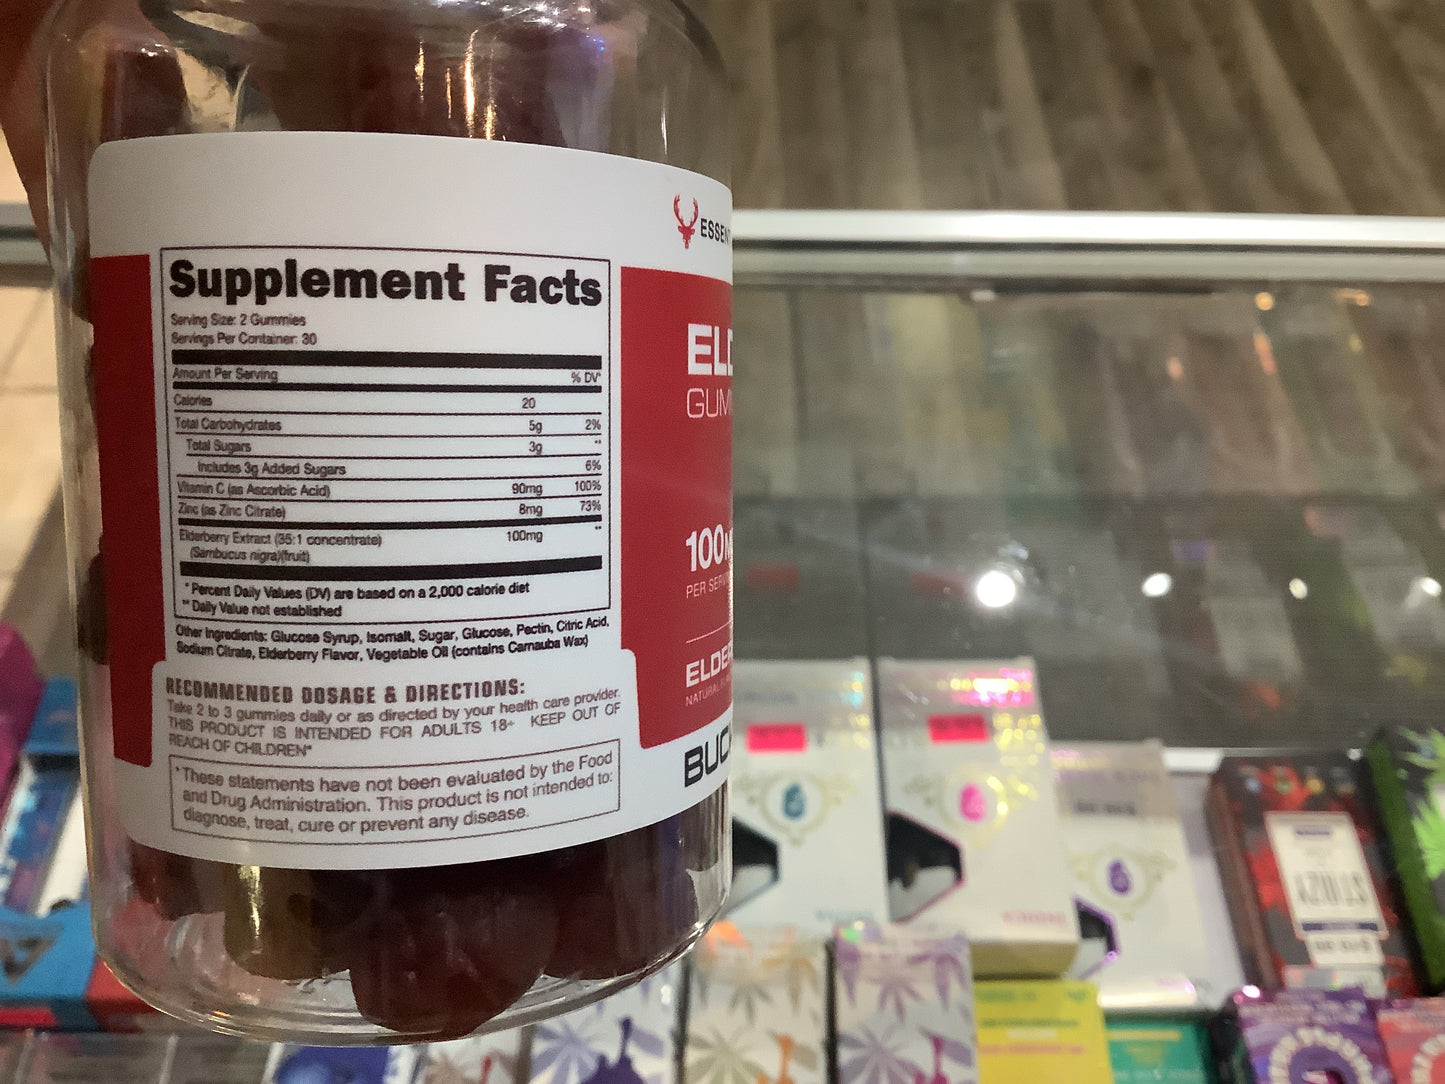 ESSEN
Supplement Facts
Serving Size: 2 Gummies
Servings Per Container: 30
Amount Per Serving % DV*
Calories 20
Total Carbohydrates 5g 2%
Total Sugars 3g **
Includes 3g Added Sugars 6%
Vitamin C (as Ascorbic Acid) 90mg 100%
Zinc (as Zinc Citrate) 8mg 73%
Elderberry Extract (35:1 concentrate) 100mg **
(Sambucus nigra)(fruit)
* Percent Daily Values (DV) are based on a 2,000 calorie diet
** Daily Value not established
Other Ingredients: Glucose Syrup, Isomalt, Sugar, Glucose, Pectin, Citric Acid,
Sodium Citrate, Elderberry Flavor, Vegetable Oil (contains Carnauba Wax)
RECOMMENDED DOSAGE & DIRECTIONS:
Take 2 to 3 gummies daily or as directed by your health care provider.
THIS PRODUCT IS INTENDED FOR ADULTS 18+ KEEP OUT OF
REACH OF CHILDREN*
*These statements have not been evaluated by the Food
and Drug Administration. This product is not intended to:
diagnose, treat, cure or prevent any disease.
ELD
GUM
100M
PER SERV
ELDE
NATURAL
BUC
STIIIZY